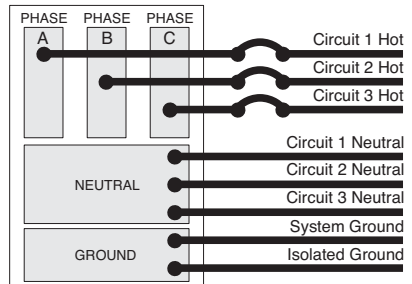 PHASE PHASE PHASE
A B C
Circuit 1 Hot
Circuit 2 Hot
Circuit 3 Hot
Circuit 1 Neutral
Circuit 2 Neutral
NEUTRAL
Circuit 3 Neutral
System Ground
GROUND
Isolated Ground